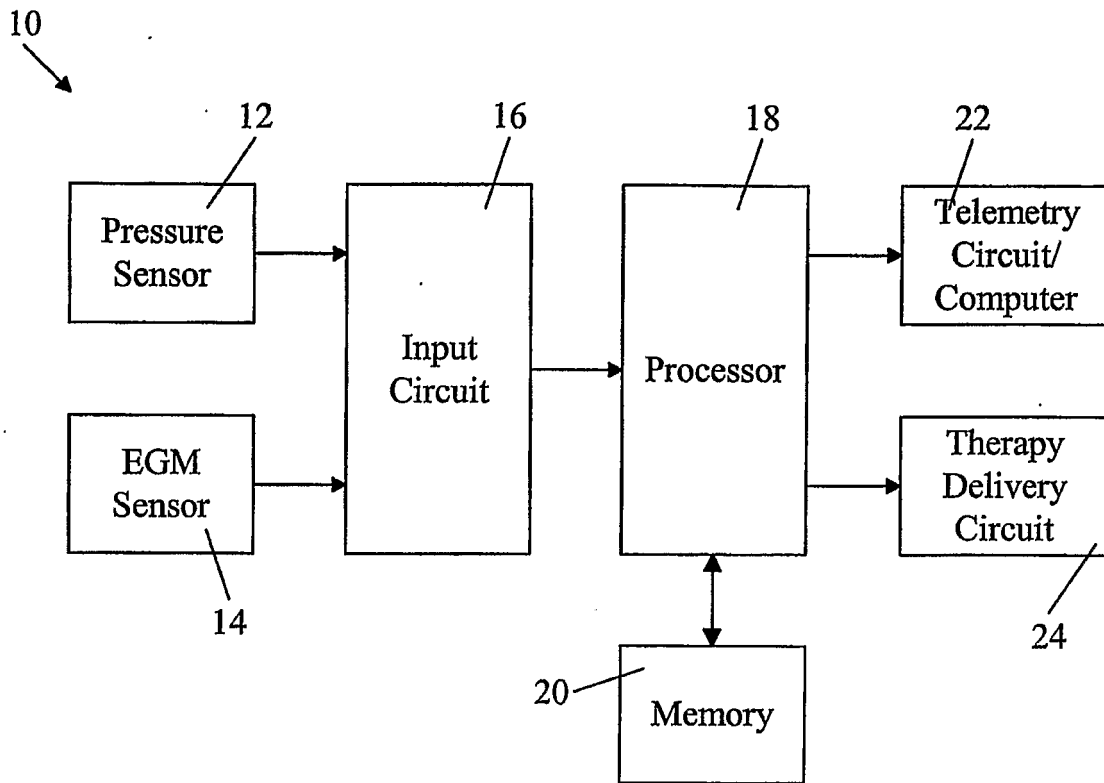 10
12
16
18
22
Pressure
Sensor
Input
Circuit
Processor
Telemetry
Circuit/
Computer
EGM
Sensor
Therapy
Delivery
Circuit
14
24
20
Memory